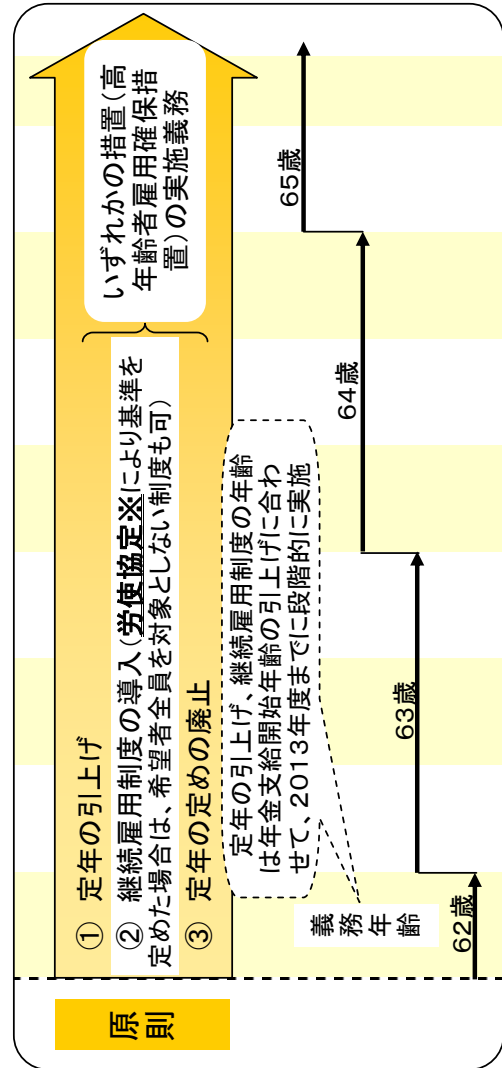 原
則
① 定年の引上げ
② 継続雇用制度の導入(労使協定※により基準を
定めた場合は、希望者全員を対象としない制度も可)
③ 定年の定めの廃止
いずれかの措置(高
年齢者雇用確保措
置)の実施義務
定年の引上げ、継続雇用制度の年齢
は年金支給開始年齢の引上げに合わ
せて、2013年度までに段階的に実施
義務
年齢
62歳
63歳
64歳
65歳